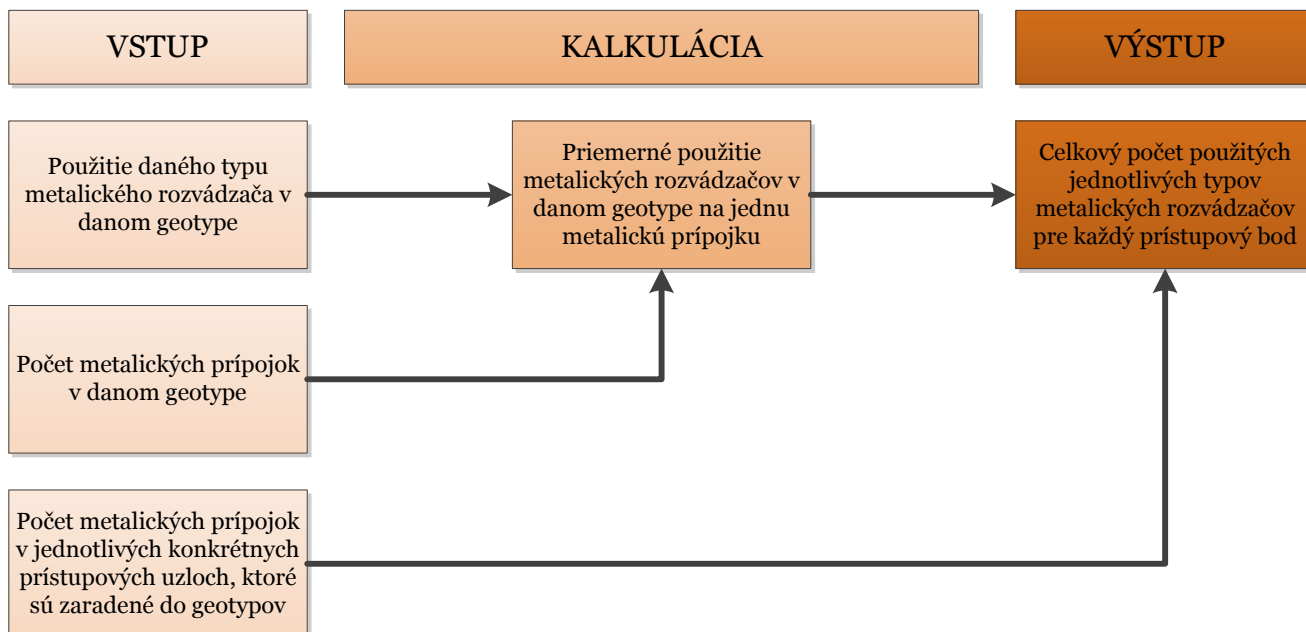 VSTUP
KALKULÁCIA
VÝSTUP
Použitie daného typu
metalického rozvádzača v
danom geotype
Priemerné použitie
metalických rozvádzačov v
danom geotype na jednu
metalickú prípojku
Celkový počet použitých
jednotlivých typov
metalických rozvádzačov
pre každý prístupový bod
Počet metalických prípojok
v danom geotype
Počet metalických prípojok
v jednotlivých konkrétnych
prístupových uzloch, ktoré
sú zaradené do geotypov